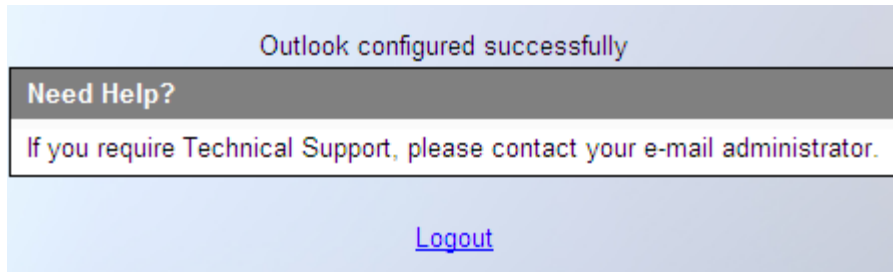 Outlook configured successfully
Need Help?
If you require Technical Support, please contact your e-mail administrator.
Logout